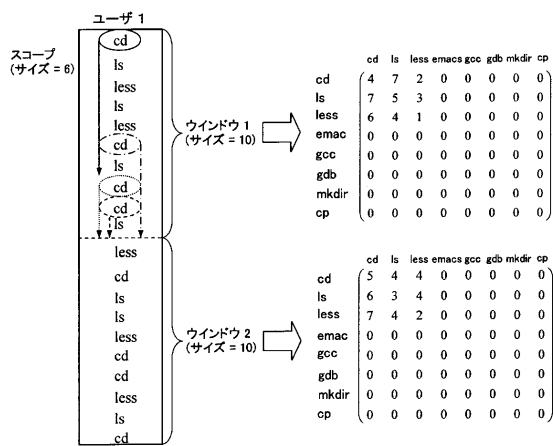 ユーザ 1
スコープ
(サイズ = 6)
cd
ls
less
ls
less
cd
ls
cd
cd
ls
less
cd
ls
ls
less
cd
cd
less
ls
cd
ウインドウ 1
(サイズ = 10)
ウインドウ 2
(サイズ = 10)
cd ls less emacs gcc gdb mkdir cp
cd 4 7 2 0 0 0 0 0
ls 7 5 3 0 0 0 0 0
less 6 4 1 0 0 0 0 0
emac 0 0 0 0 0 0 0 0
gcc 0 0 0 0 0 0 0 0
gdb 0 0 0 0 0 0 0 0
mkdir 0 0 0 0 0 0 0 0
cp 0 0 0 0 0 0 0 0
cd ls less emacs gcc gdb mkdir cp
cd 5 4 4 0 0 0 0 0
ls 6 3 4 0 0 0 0 0
less 7 4 2 0 0 0 0 0
emac 0 0 0 0 0 0 0 0
gcc 0 0 0 0 0 0 0 0
gdb 0 0 0 0 0 0 0 0
mkdir 0 0 0 0 0 0 0 0
cp 0 0 0 0 0 0 0 0